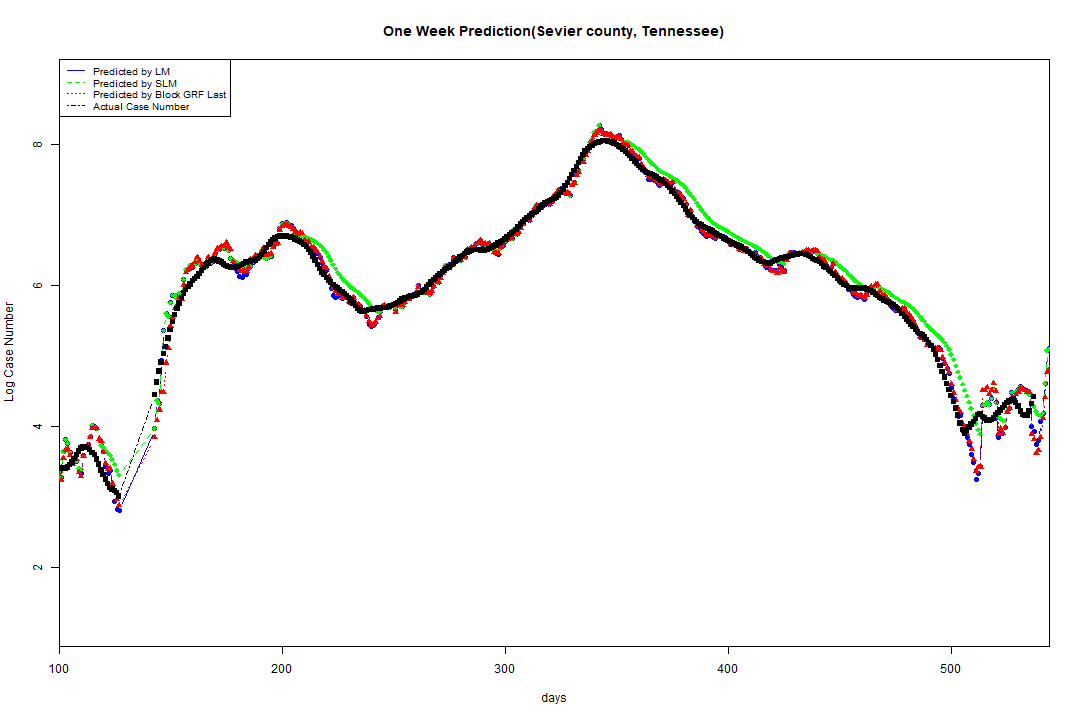 One Week Prediction(Sevier county, Tennessee)
Predicted by LM
Predicted by SLM
Predicted by Block GRF Last
Actual Case Number
8
6
4
2
Log Case Number
100 200 300 400 500
days